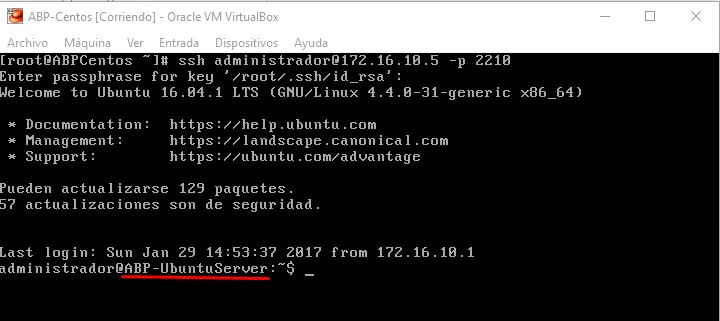 ABP-Centos [Corriendo] - Oracle VM VirtualBox
Archivo Máquina Ver Entrada Dispositivos Ayuda
[root@ABPCentos ~]# ssh administrador@172.16.10.5 -p 2210
Enter passphrase for key '/root/.ssh/id_rsa':
Welcome to Ubuntu 16.04.1 LTS (GNU/Linux 4.4.0-31-generic x86_64)
* Documentation: https://help.ubuntu.com
* Management: https://landscape.canonical.com
* Support: https://ubuntu.com/advantage
Pueden actualizarse 129 paquetes.
57 actualizaciones son de seguridad.
Last login: Sun Jan 29 14:53:37 2017 from 172.16.10.1
administrador@ABP-UbuntuServer:~$ _